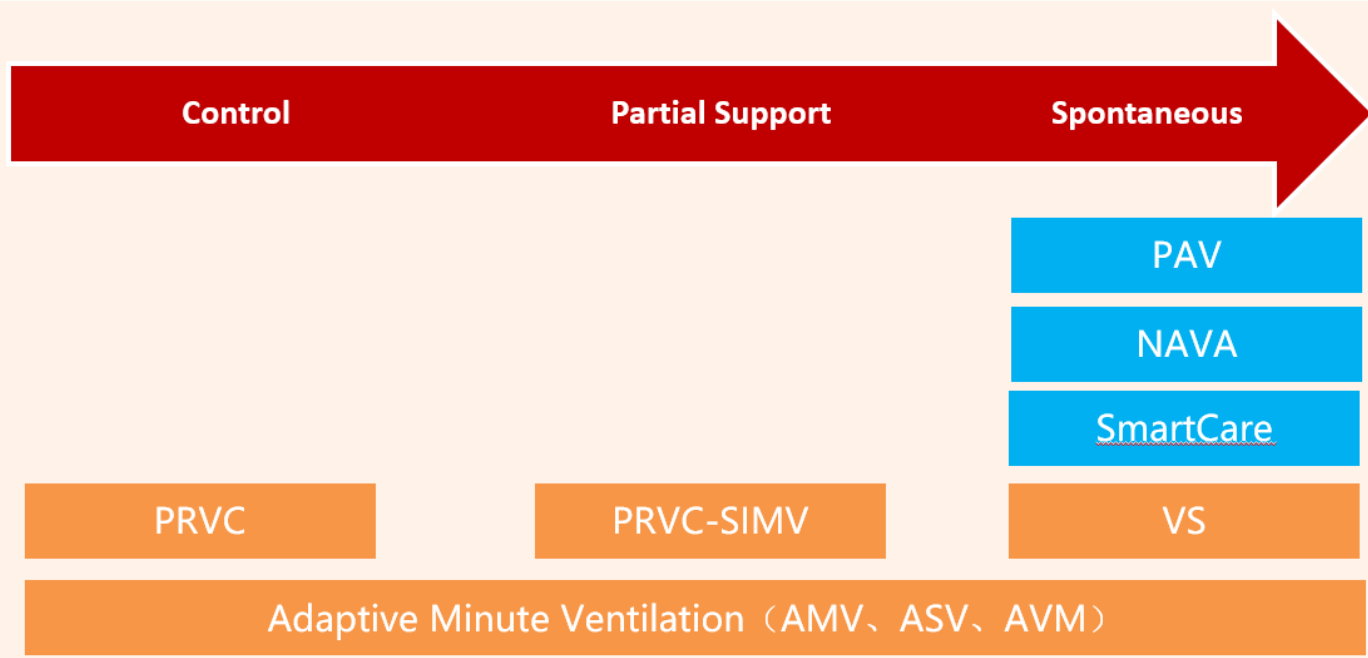 Control Partial Support Spontaneous
PAV
NAVA
SmartCare
PRVC PRVC-SIMV VS
Adaptive Minute Ventilation（AMV、ASV、AVM）